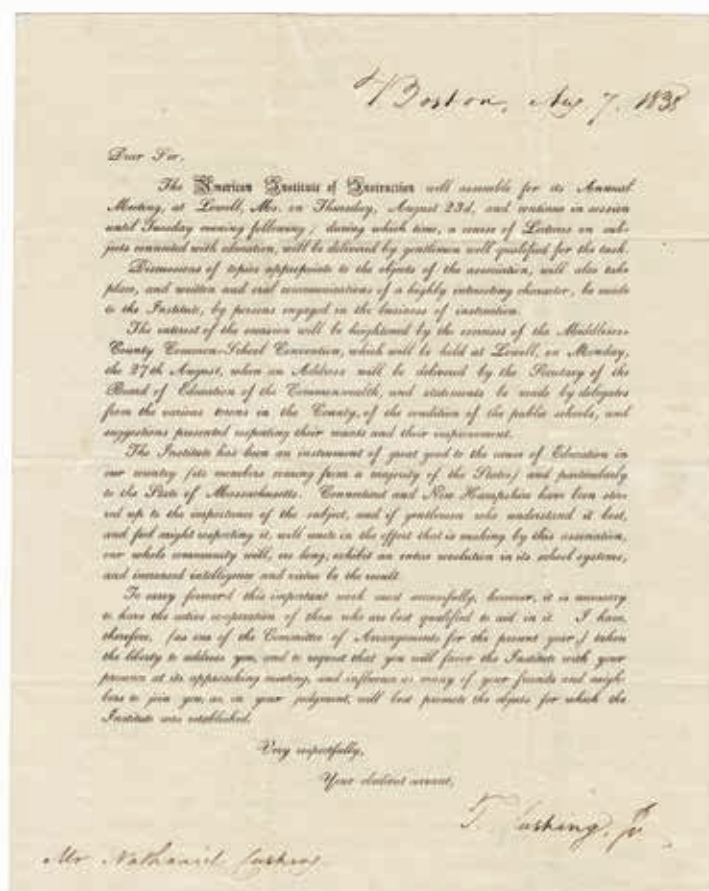 Boston, Aug 7. 1838
Dear Sir,
The American Institute of Instruction will assemble for its Annual
Meeting, at Lowell, Ms. on Thursday, August 23d, and continue in session
until Tuesday evening following, during which time, a course of Lectures on sub-
jects connected with education, will be delivered by gentlemen well qualified for the task.
Discussions of topics appropriate to the objects of the association, will also take
place, and written and oral communications of a highly interesting character, be made
to the Institute, by persons engaged in the business of instruction.
The interest of the occasion will be heightened by the exercises of the Middlesex
County Common-School Convention, which will be held at Lowell, on Monday,
the 27th August, when an Address will be delivered by the Secretary of the
Board of Education of the Commonwealth, and statements be made by delegates
from the various towns in the County, of the condition of the public schools, and
suggestions presented respecting their wants and their improvement.
The Institute has been an instrument of great good to the cause of Education in
our country (its members coming from a majority of the States) and particularly
to the State of Massachusetts. Connecticut and New Hampshire have been stir-
red up to the importance of the subject, and if gentlemen who understand it best,
and feel might respecting it, will unite in the effort that is making by this association,
our whole community will, ere long, exhibit an entire revolution in its school systems,
and increased intelligence and virtue be the result.
To carry forward this important work most successfully, however, it is necessary
to have the active co-operation of those who are best qualified to aid in it. I have,
therefore, (as one of the Committee of Arrangements for the present year,) taken
the liberty to address you, and to request that you will favor the Institute with your
presence at its approaching meeting, and influence as many of your friends and neigh-
bors to join you, as, in your judgment, will best promote the objects for which the
Institute was established.
Very respectfully,
Your obedient servant,
T. Cushing, Jr.
Mr Nathaniel Cushing